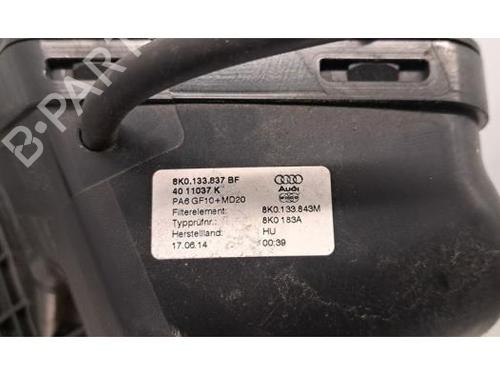 B-PARTS
8K0.133.837 BF
40 11037 K
PA6 GF10+MD20
Audi
Filterelement: 8K0.133.843M
Typprüfnr.: 8K0 183A
Herstellland: HU
17.06.14 00:39